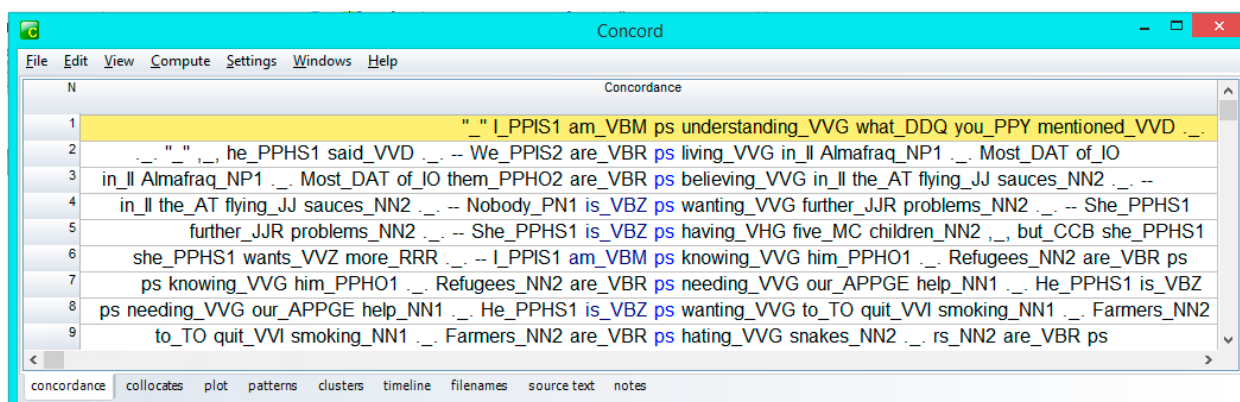 Concord
File Edit View Compute Settings Windows Help
N Concordance
1 "_" I_PPIS1 am_VBM ps understanding_VVG what_DDQ you_PPY mentioned_VVD ._.
2 ._. "_" ,_, he_PPHS1 said_VVD ._. -- We_PPIS2 are_VBR ps living_VVG in_II Almafraq_NP1 ._. Most_DAT of_IO
3 in_II Almafraq_NP1 ._. Most_DAT of_IO them_PPHO2 are_VBR ps believing_VVG in_II the_AT flying_JJ sauces_NN2 ._. --
4 in_II the_AT flying_JJ sauces_NN2 ._. -- Nobody_PN1 is_VBZ ps wanting_VVG further_JJR problems_NN2 ._. -- She_PPHS1
5 further_JJR problems_NN2 ._. -- She_PPHS1 is_VBZ ps having_VHG five_MC children_NN2 ,_, but_CCB she_PPHS1
6 she_PPHS1 wants_VVZ more_RRR ._. -- I_PPIS1 am_VBM ps knowing_VVG him_PPHO1 ._. Refugees_NN2 are_VBR ps
7 ps knowing_VVG him_PPHO1 ._. Refugees_NN2 are_VBR ps needing_VVG our_APPGE help_NN1 ._. He_PPHS1 is_VBZ
8 ps needing_VVG our_APPGE help_NN1 ._. He_PPHS1 is_VBZ ps wanting_VVG to_TO quit_VVI smoking_NN1 ._. Farmers_NN2
9 to_TO quit_VVI smoking_NN1 ._. Farmers_NN2 are_VBR ps hating_VVG snakes_NN2 ._. rs_NN2 are_VBR ps
concordance collocates plot patterns clusters timeline filenames source text notes